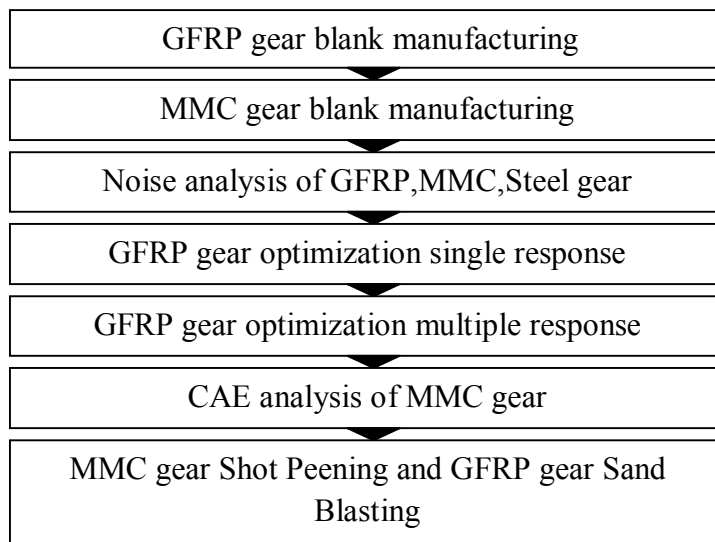 GFRP gear blank manufacturing
MMC gear blank manufacturing
Noise analysis of GFRP,MMC,Steel gear
GFRP gear optimization single response
GFRP gear optimization multiple response
CAE analysis of MMC gear
MMC gear Shot Peening and GFRP gear Sand
Blasting